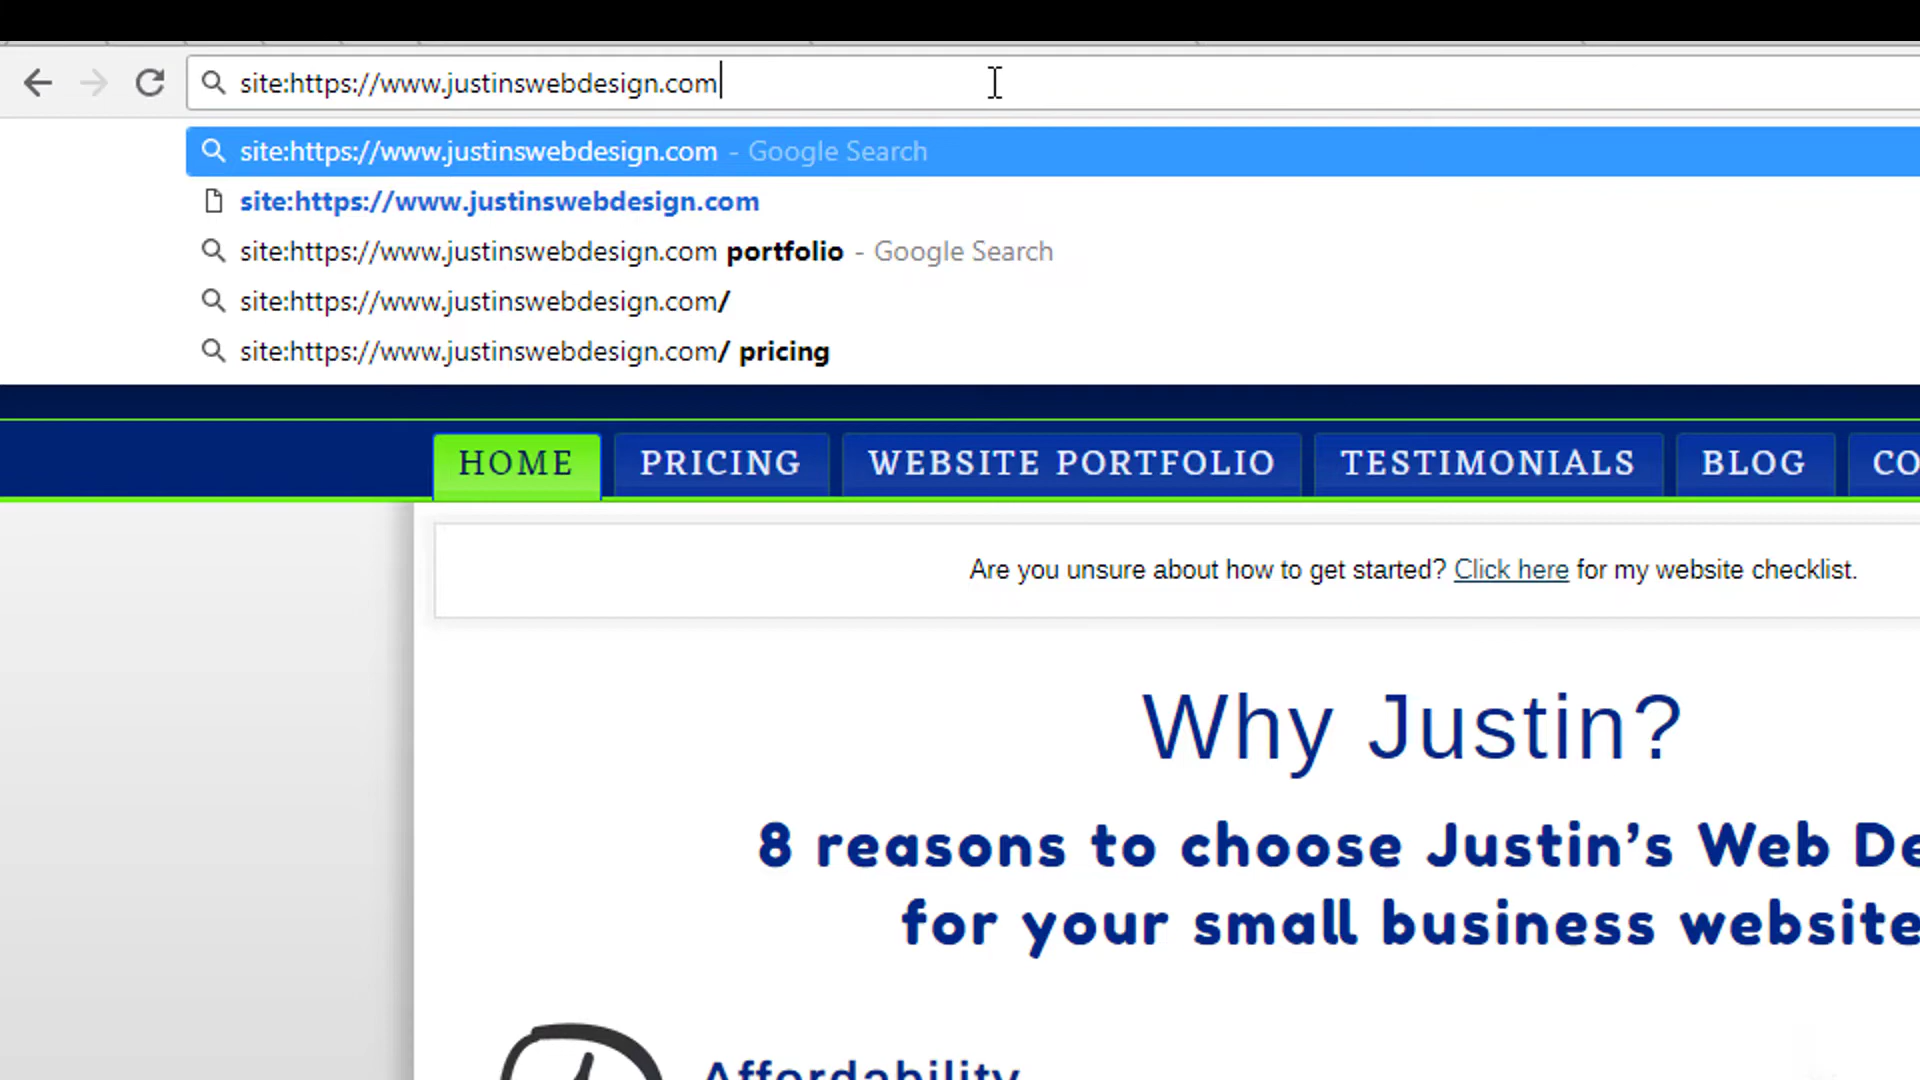 site:https://www.justinswebdesign.com
site:https://www.justinswebdesign.com - Google Search
site:https://www.justinswebdesign.com
site:https://www.justinswebdesign.com portfolio - Google Search
site:https://www.justinswebdesign.com/
site:https://www.justinswebdesign.com/ pricing
HOME PRICING WEBSITE PORTFOLIO TESTIMONIALS BLOG CO
Are you unsure about how to get started? Click here for my website checklist.
Why Justin?
8 reasons to choose Justin’s Web De
for your small business website
Affordability